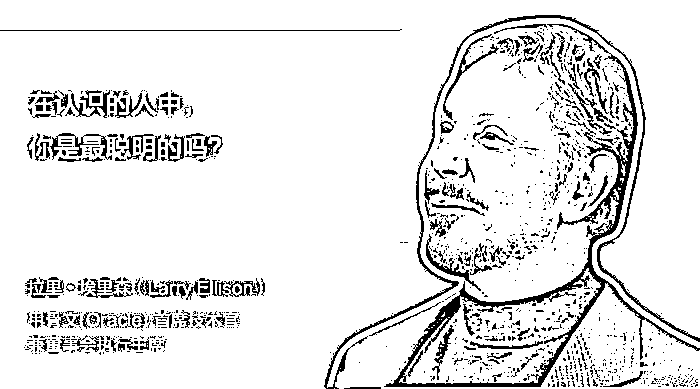 在认识的人中，
你是最聪明的吗？
拉里·埃里森（Larry Ellison）
甲骨文(Oracle)首席技术官
兼董事会执行主席